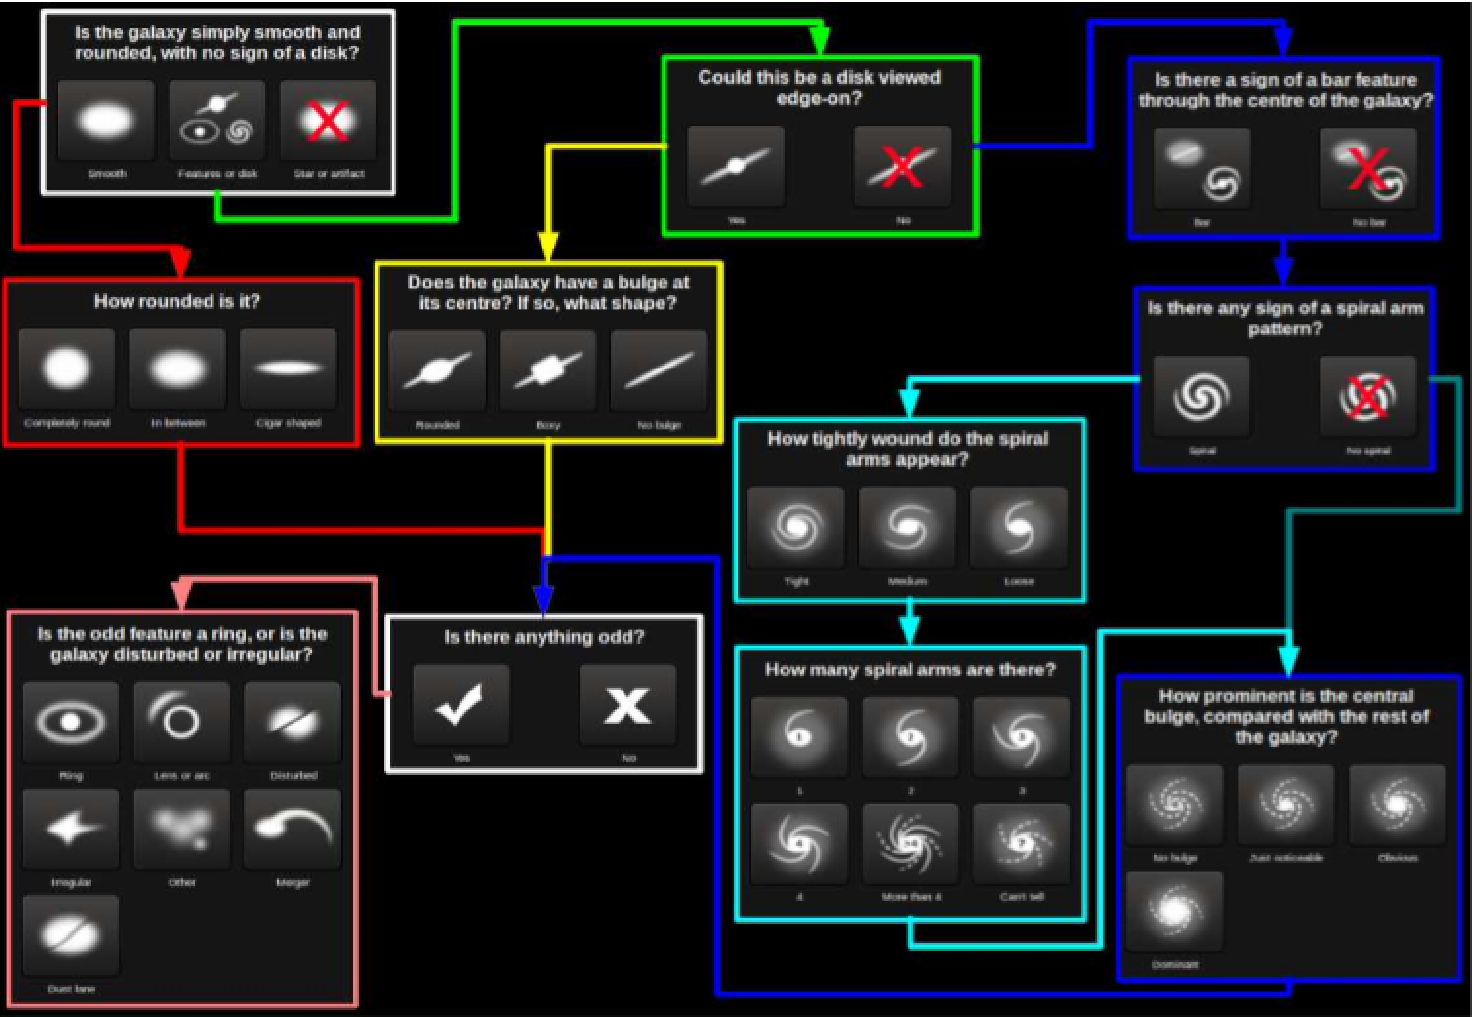 Is the galaxy simply smooth and
rounded, with no sign of a disk?
Smooth
Features or disk
Star or artifact
Could this be a disk viewed
edge-on?
Yes
No
Is there a sign of a bar feature
through the centre of the galaxy?
Bar
No bar
How rounded is it?
Completely round
In between
Cigar shaped
Does the galaxy have a bulge at
its centre? If so, what shape?
Rounded
Boxy
No bulge
Is there any sign of a spiral arm
pattern?
Spiral
No spiral
How tightly wound do the spiral
arms appear?
Tight
Medium
Loose
Is the odd feature a ring, or is the
galaxy disturbed or irregular?
Ring
Lens or arc
Disturbed
Irregular
Other
Merger
Dust lane
Is there anything odd?
Yes
No
How many spiral arms are there?
1
1
2
2
3
3
4
4
More than 4
?
Can't tell
How prominent is the central
bulge, compared with the rest of
the galaxy?
No bulge
Just noticeable
Obvious
Dominant